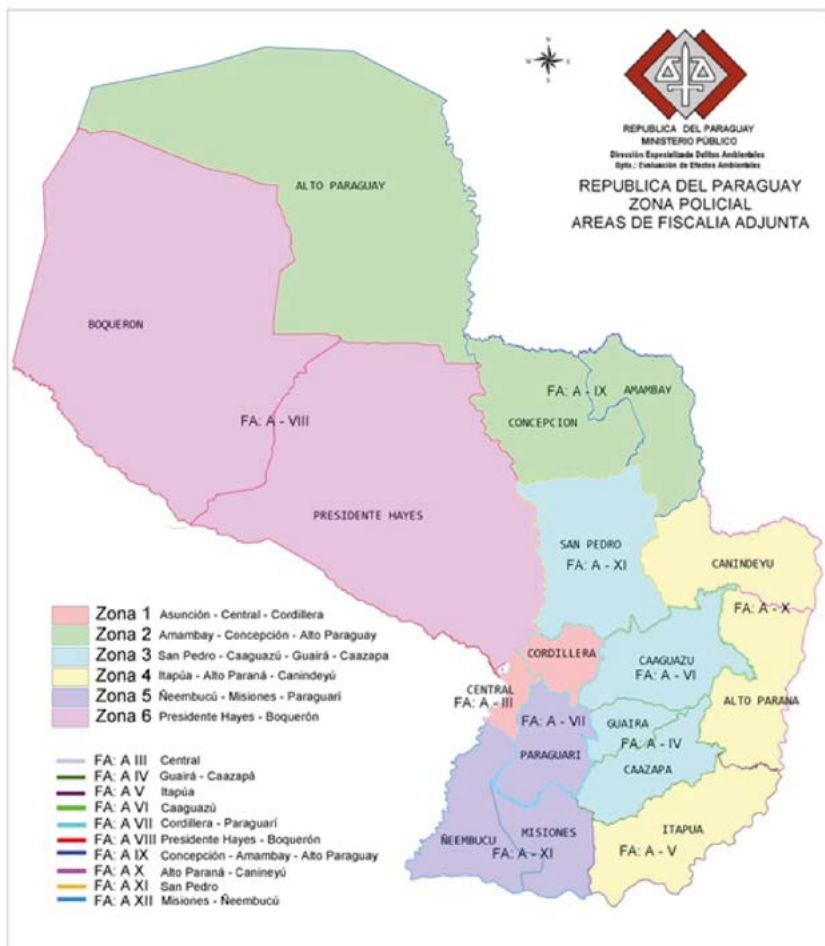 N
W E
S
REPUBLICA DEL PARAGUAY
MINISTERIO PÚBLICO
Dirección Especializada Delitos Ambientales
Dpto.: Evaluación de Efectos Ambientales
REPUBLICA DEL PARAGUAY
ZONA POLICIAL
AREAS DE FISCALIA ADJUNTA
ALTO PARAGUAY
BOQUERON
FA: A - VIII
PRESIDENTE HAYES
FA: A - IX
AMAMBAY
CONCEPCION
SAN PEDRO
FA: A - XI
CANINDEYU
FA: A - X
ALTO PARANA
CORDILLERA
CAAGUAZU
FA: A - VI
CENTRAL
FA: A - III
FA: A - VII
PARAGUARI
GUAIRA
FA: A - IV
CAAZAPA
ÑEEMBUCU
MISIONES
FA: A - XI
ITAPUA
FA: A - V
Zona 1 Asunción - Central - Cordillera
Zona 2 Amambay - Concepción - Alto Paraguay
Zona 3 San Pedro - Caaguazú - Guairá - Caazapa
Zona 4 Itapúa - Alto Paraná - Canindeyú
Zona 5 Ñeembucú - Misiones - Paraguarí
Zona 6 Presidente Hayes - Boquerón
FA: A III Central
FA: A IV Guairá - Caazapá
FA: A V Itapúa
FA: A VI Caaguazú
FA: A VII Cordillera - Paraguarí
FA: A VIII Presidente Hayes - Boquerón
FA: A IX Concepción - Amambay - Alto Paraguay
FA: A X Alto Paraná - Canineyú
FA: A XI San Pedro
FA: A XII Misiones - Ñeembucú